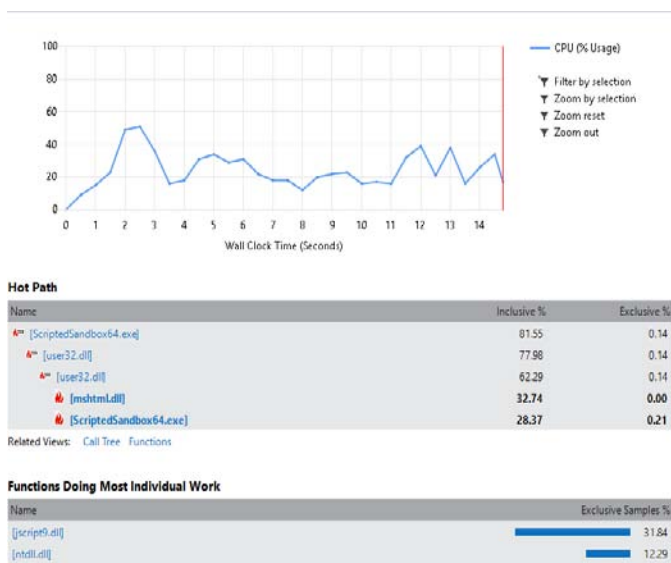 100
80
60
40
20
0
0 1 2 3 4 5 6 7 8 9 10 11 12 13 14
Wall Clock Time (Seconds)
CPU (% Usage)
Filter by selection
Zoom by selection
Zoom reset
Zoom out
Hot Path
Name Inclusive % Exclusive %
[ScriptedSandbox64.exe] 81.55 0.14
[user32.dll] 77.98 0.14
[user32.dll] 62.29 0.14
[mshtml.dll] 32.74 0.00
[ScriptedSandbox64.exe] 28.37 0.21
Related Views: Call Tree Functions
Functions Doing Most Individual Work
Name Exclusive Samples %
[jscript9.dll] 31.84
[ntdll.dll] 12.29